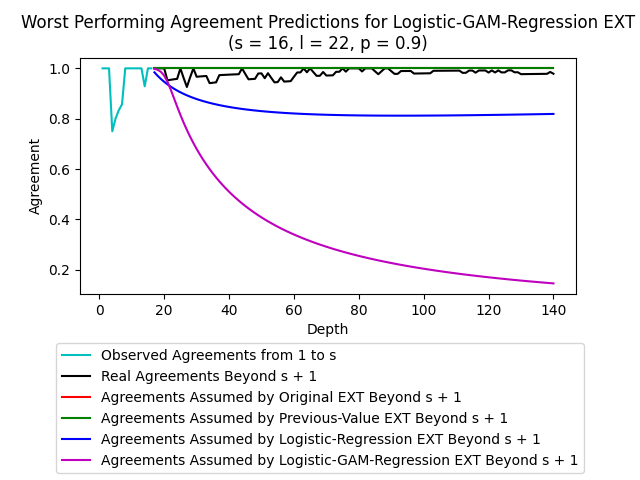 Worst Performing Agreement Predictions for Logistic-GAM-Regression EXT
(s = 16, l = 22, p = 0.9)
1.0
0.8
0.6
0.4
0.2
Agreement
0 20 40 60 80 100 120 140
Depth
Observed Agreements from 1 to s
Real Agreements Beyond s + 1
Agreements Assumed by Original EXT Beyond s + 1
Agreements Assumed by Previous-Value EXT Beyond s + 1
Agreements Assumed by Logistic-Regression EXT Beyond s + 1
Agreements Assumed by Logistic-GAM-Regression EXT Beyond s + 1